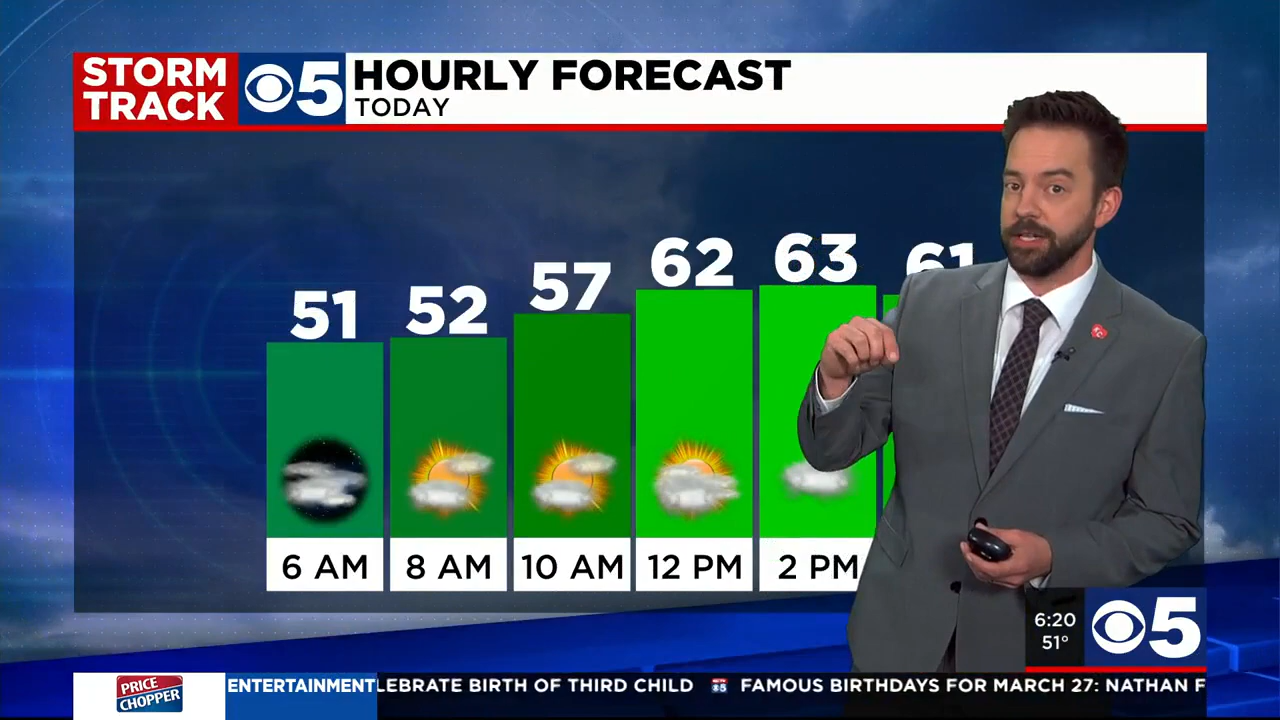 STORM
TRACK
5
HOURLY FORECAST
TODAY
51
52
57
62
63
61
6 AM
8 AM
10 AM
12 PM
2 PM
6:20
51°
5
PRICE
CHOPPER
ENTERTAINMENT
LEBRATE BIRTH OF THIRD CHILD
FAMOUS BIRTHDAYS FOR MARCH 27: NATHAN F